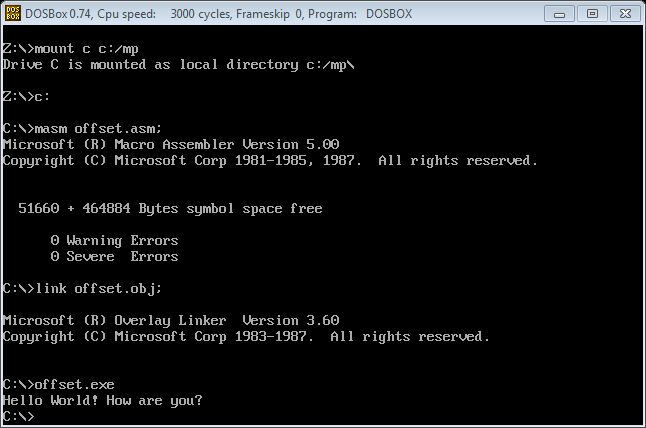 DOS BOX DOSBox 0.74, Cpu speed: 3000 cycles, Frameskip 0, Program: DOSBOX
Z:\>mount c c:/mp
Drive C is mounted as local directory c:/mp\
Z:\>c:
C:\>masm offset.asm;
Microsoft (R) Macro Assembler Version 5.00
Copyright (C) Microsoft Corp 1981-1985, 1987.  All rights reserved.
51660 + 464884 Bytes symbol space free
0 Warning Errors
0 Severe  Errors
C:\>link offset.obj;
Microsoft (R) Overlay Linker  Version 3.60
Copyright (C) Microsoft Corp 1983-1987.  All rights reserved.
C:\>offset.exe
Hello World! How are you?
C:\>